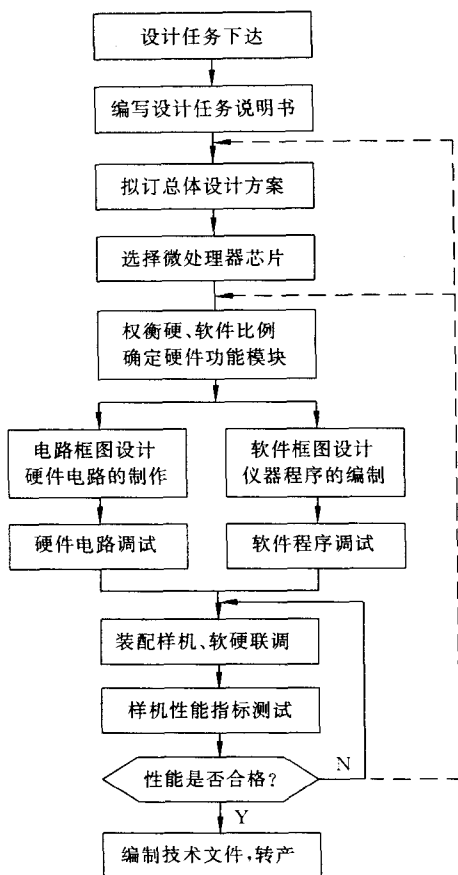 设计任务下达
编写设计任务说明书
拟订总体设计方案
选择微处理器芯片
权衡硬、软件比例
确定硬件功能模块
电路框图设计
硬件电路的制作
软件框图设计
仪器程序的编制
硬件电路调试
软件程序调试
装配样机、软硬联调
样机性能指标测试
性能是否合格?
N
Y
编制技术文件,转产